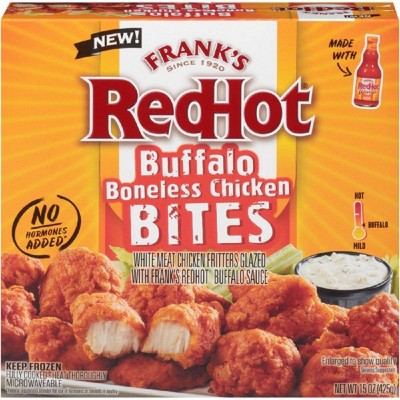 NEW!
FRANK'S
SINCE 1920
RedHot
MADE
WITH
Buffalo
Boneless Chicken
BITES
NO
HORMONES
ADDED*
HOT
BUFFALO
MILD
WHITE MEAT CHICKEN FRITTERS GLAZED
WITH FRANK'S REDHOT® BUFFALO SAUCE
KEEP FROZEN
FULLY COOKED • HEAT THOROUGHLY
MICROWAVEABLE
Enlarged to show quality
Serving Suggestion
NET WT. 15 OZ (425g)